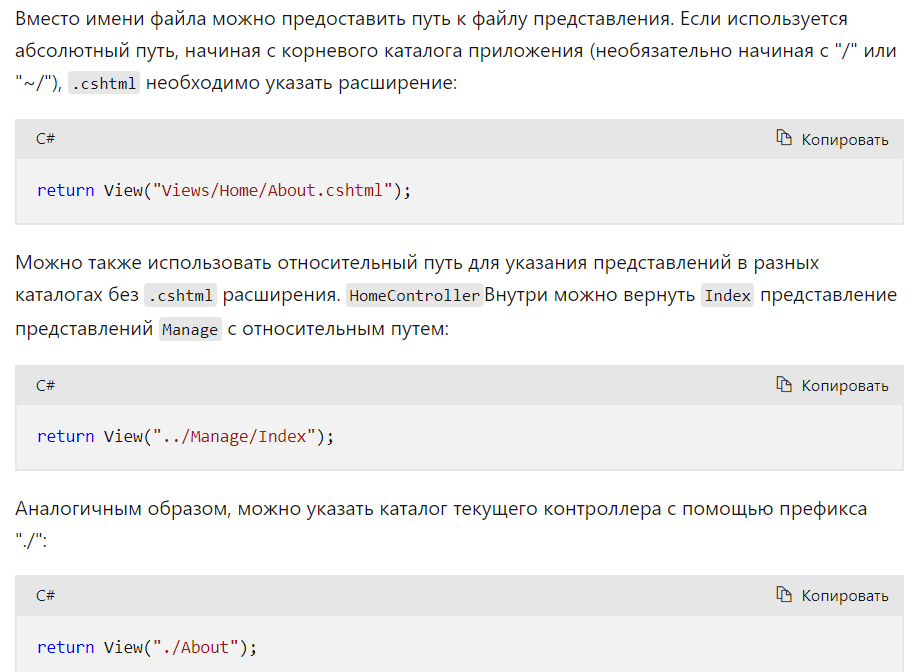 Вместо имени файла можно предоставить путь к файлу представления. Если используется
абсолютный путь, начиная с корневого каталога приложения (необязательно начиная с "/" или
"~/"), .cshtml необходимо указать расширение:
C# Копировать
return View("Views/Home/About.cshtml");
Можно также использовать относительный путь для указания представлений в разных
каталогах без .cshtml расширения. HomeController Внутри можно вернуть Index представление
представлений Manage с относительным путем:
C# Копировать
return View("../Manage/Index");
Аналогичным образом, можно указать каталог текущего контроллера с помощью префикса
"./":
C# Копировать
return View("./About");